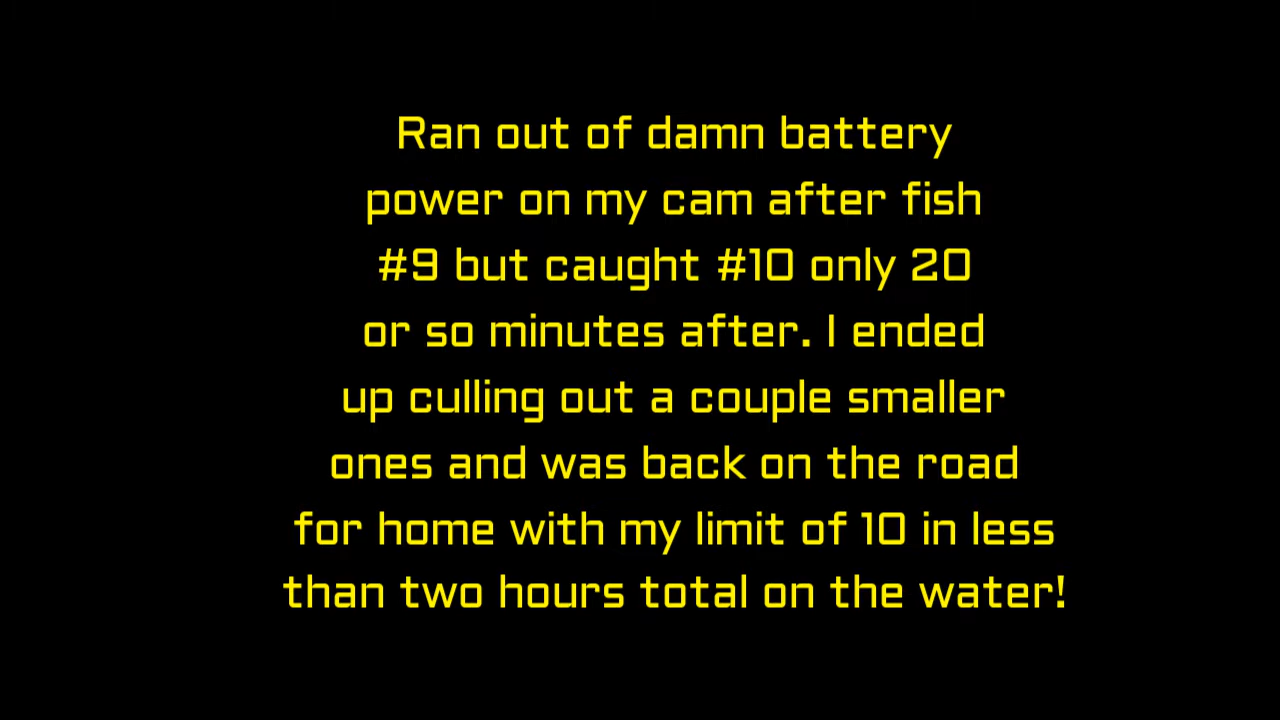 Ran out of damn battery
power on my cam after fish
#9 but caught #10 only 20
or so minutes after. I ended
up culling out a couple smaller
ones and was back on the road
for home with my limit of 10 in less
than two hours total on the water!